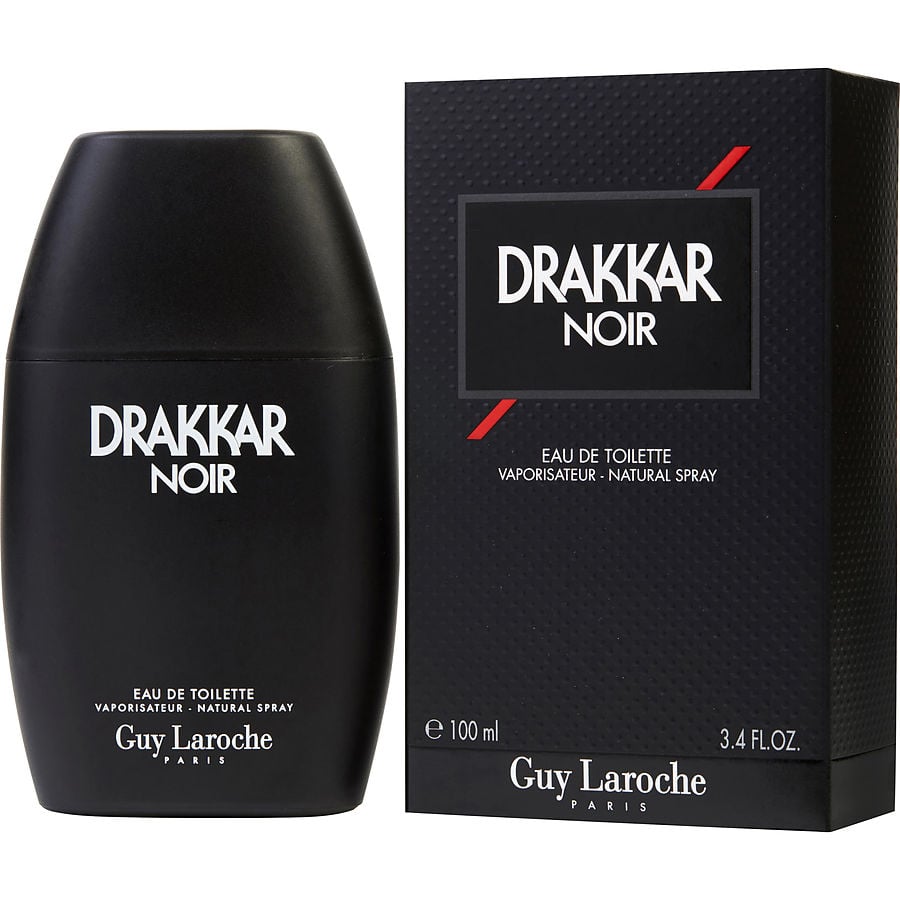 DRAKKAR
NOIR
EAU DE TOILETTE
VAPORISATEUR - NATURAL SPRAY
Guy Laroche
PARIS
DRAKKAR
NOIR
EAU DE TOILETTE
VAPORISATEUR - NATURAL SPRAY
℮ 100 ml
3.4 FL.OZ.
Guy Laroche
PARIS